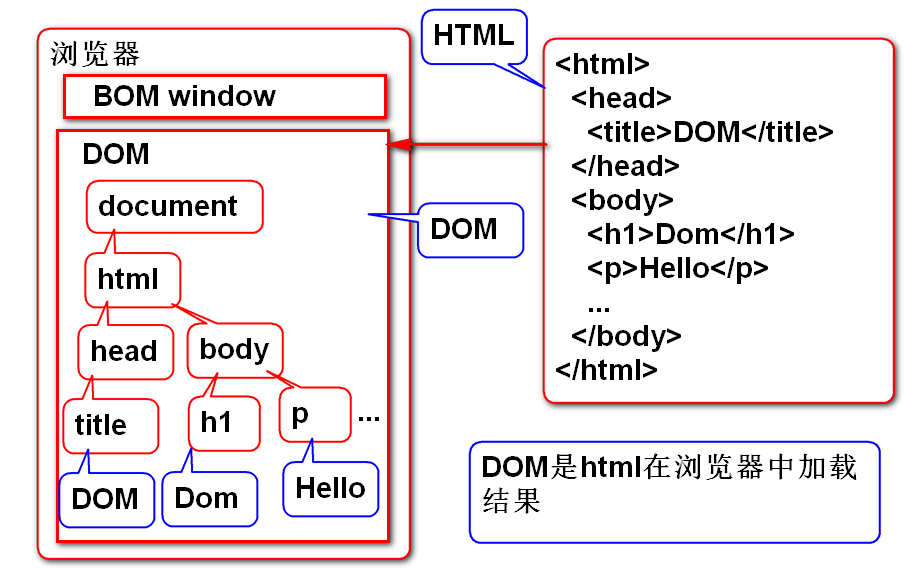 浏览器
BOM window
DOM
document
html
head
body
title
h1
p
...
DOM
Dom
Hello
DOM
HTML
<html>
<head>
<title>DOM</title>
</head>
<body>
<h1>Dom</h1>
<p>Hello</p>
...
</body>
</html>
DOM是html在浏览器中加载
结果